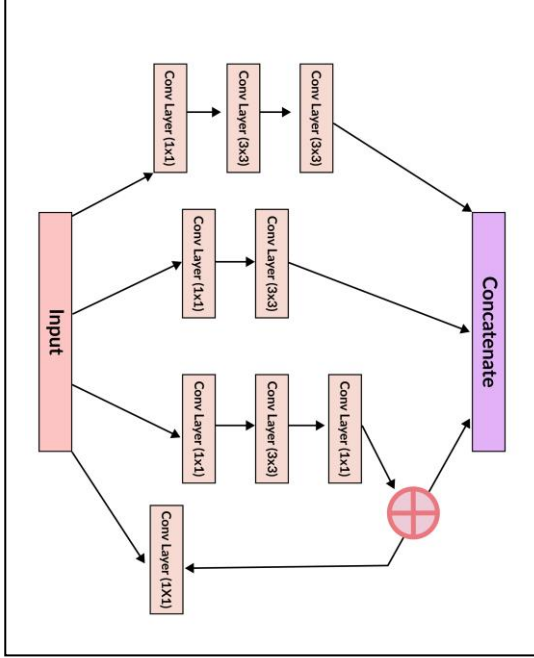 Conv Layer (1x1)
Conv Layer (3x3)
Conv Layer (3x3)
Conv Layer (1x1)
Conv Layer (3x3)
Input
Concatenate
Conv Layer (1x1)
Conv Layer (3x3)
Conv Layer (1x1)
Conv Layer (1X1)